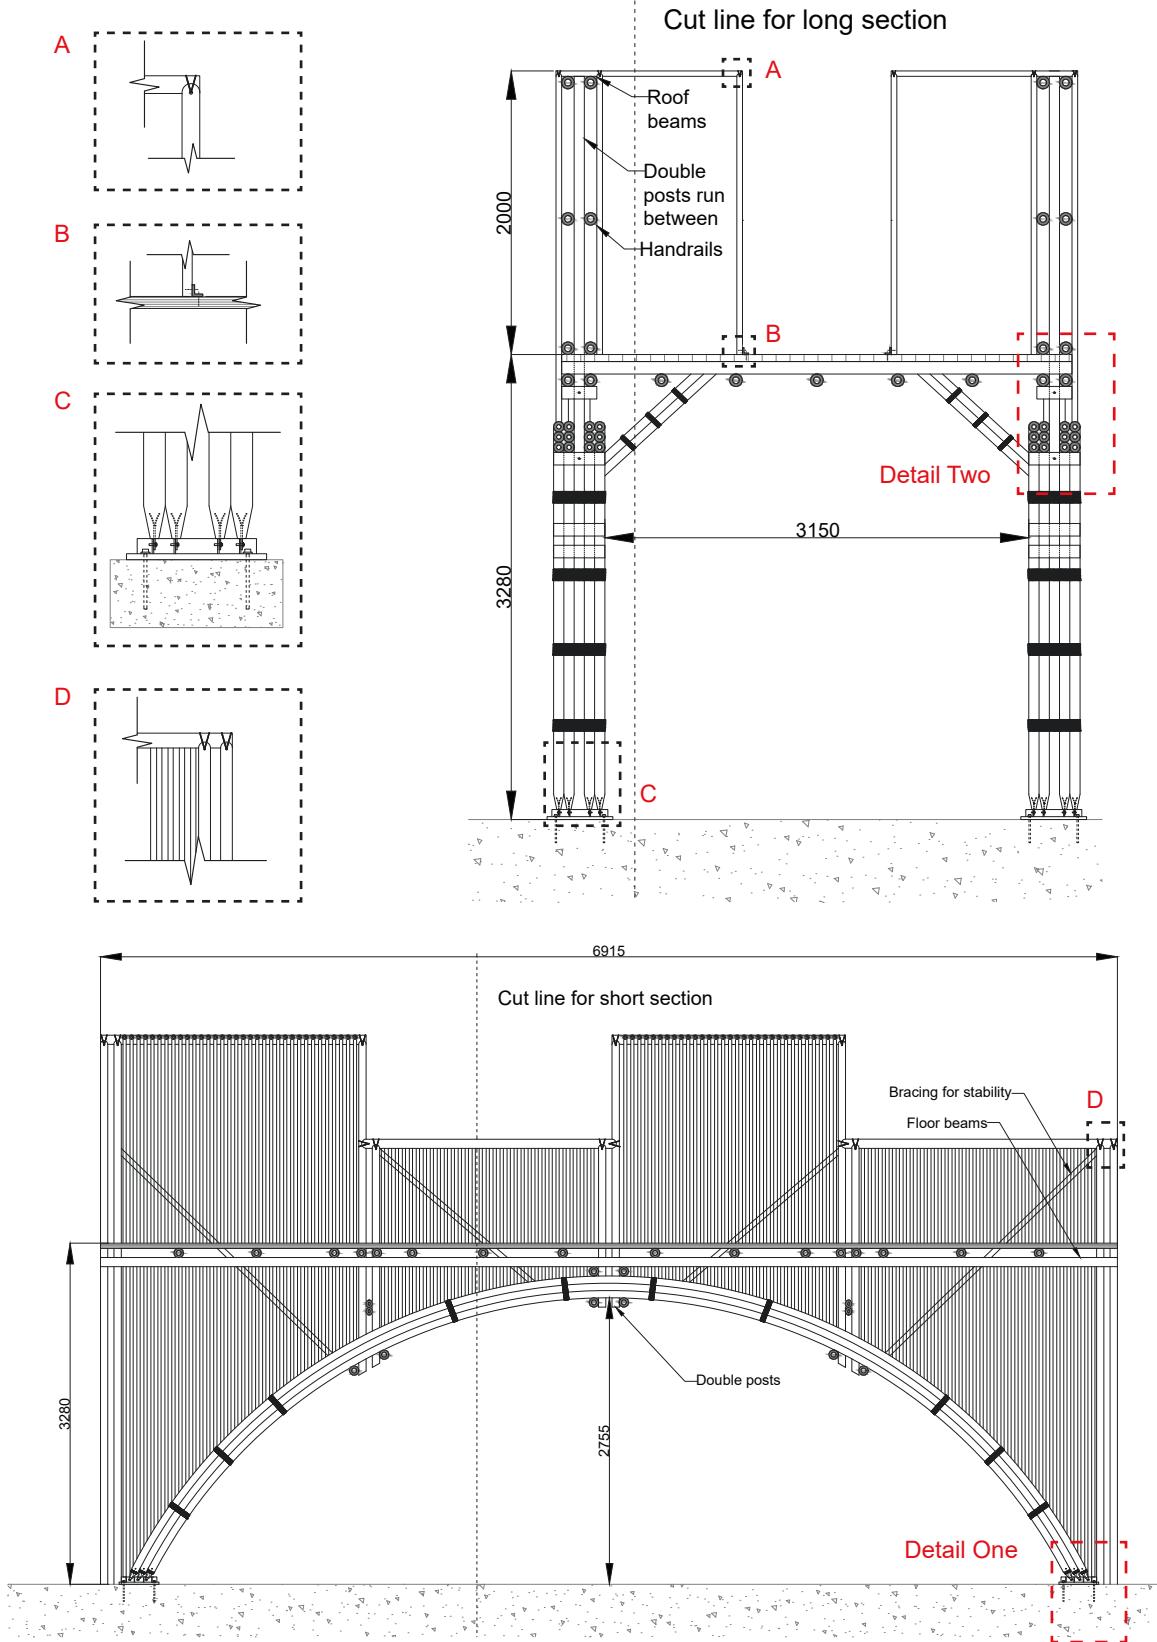 Cut line for long section
A
A
Roof
beams
Double
posts run
between
2000
Handrails
B
B
C
Detail Two
3150
3280
D
C
6915
Cut line for short section
Bracing for stability
D
Floor beams
Double posts
3280
2755
Detail One